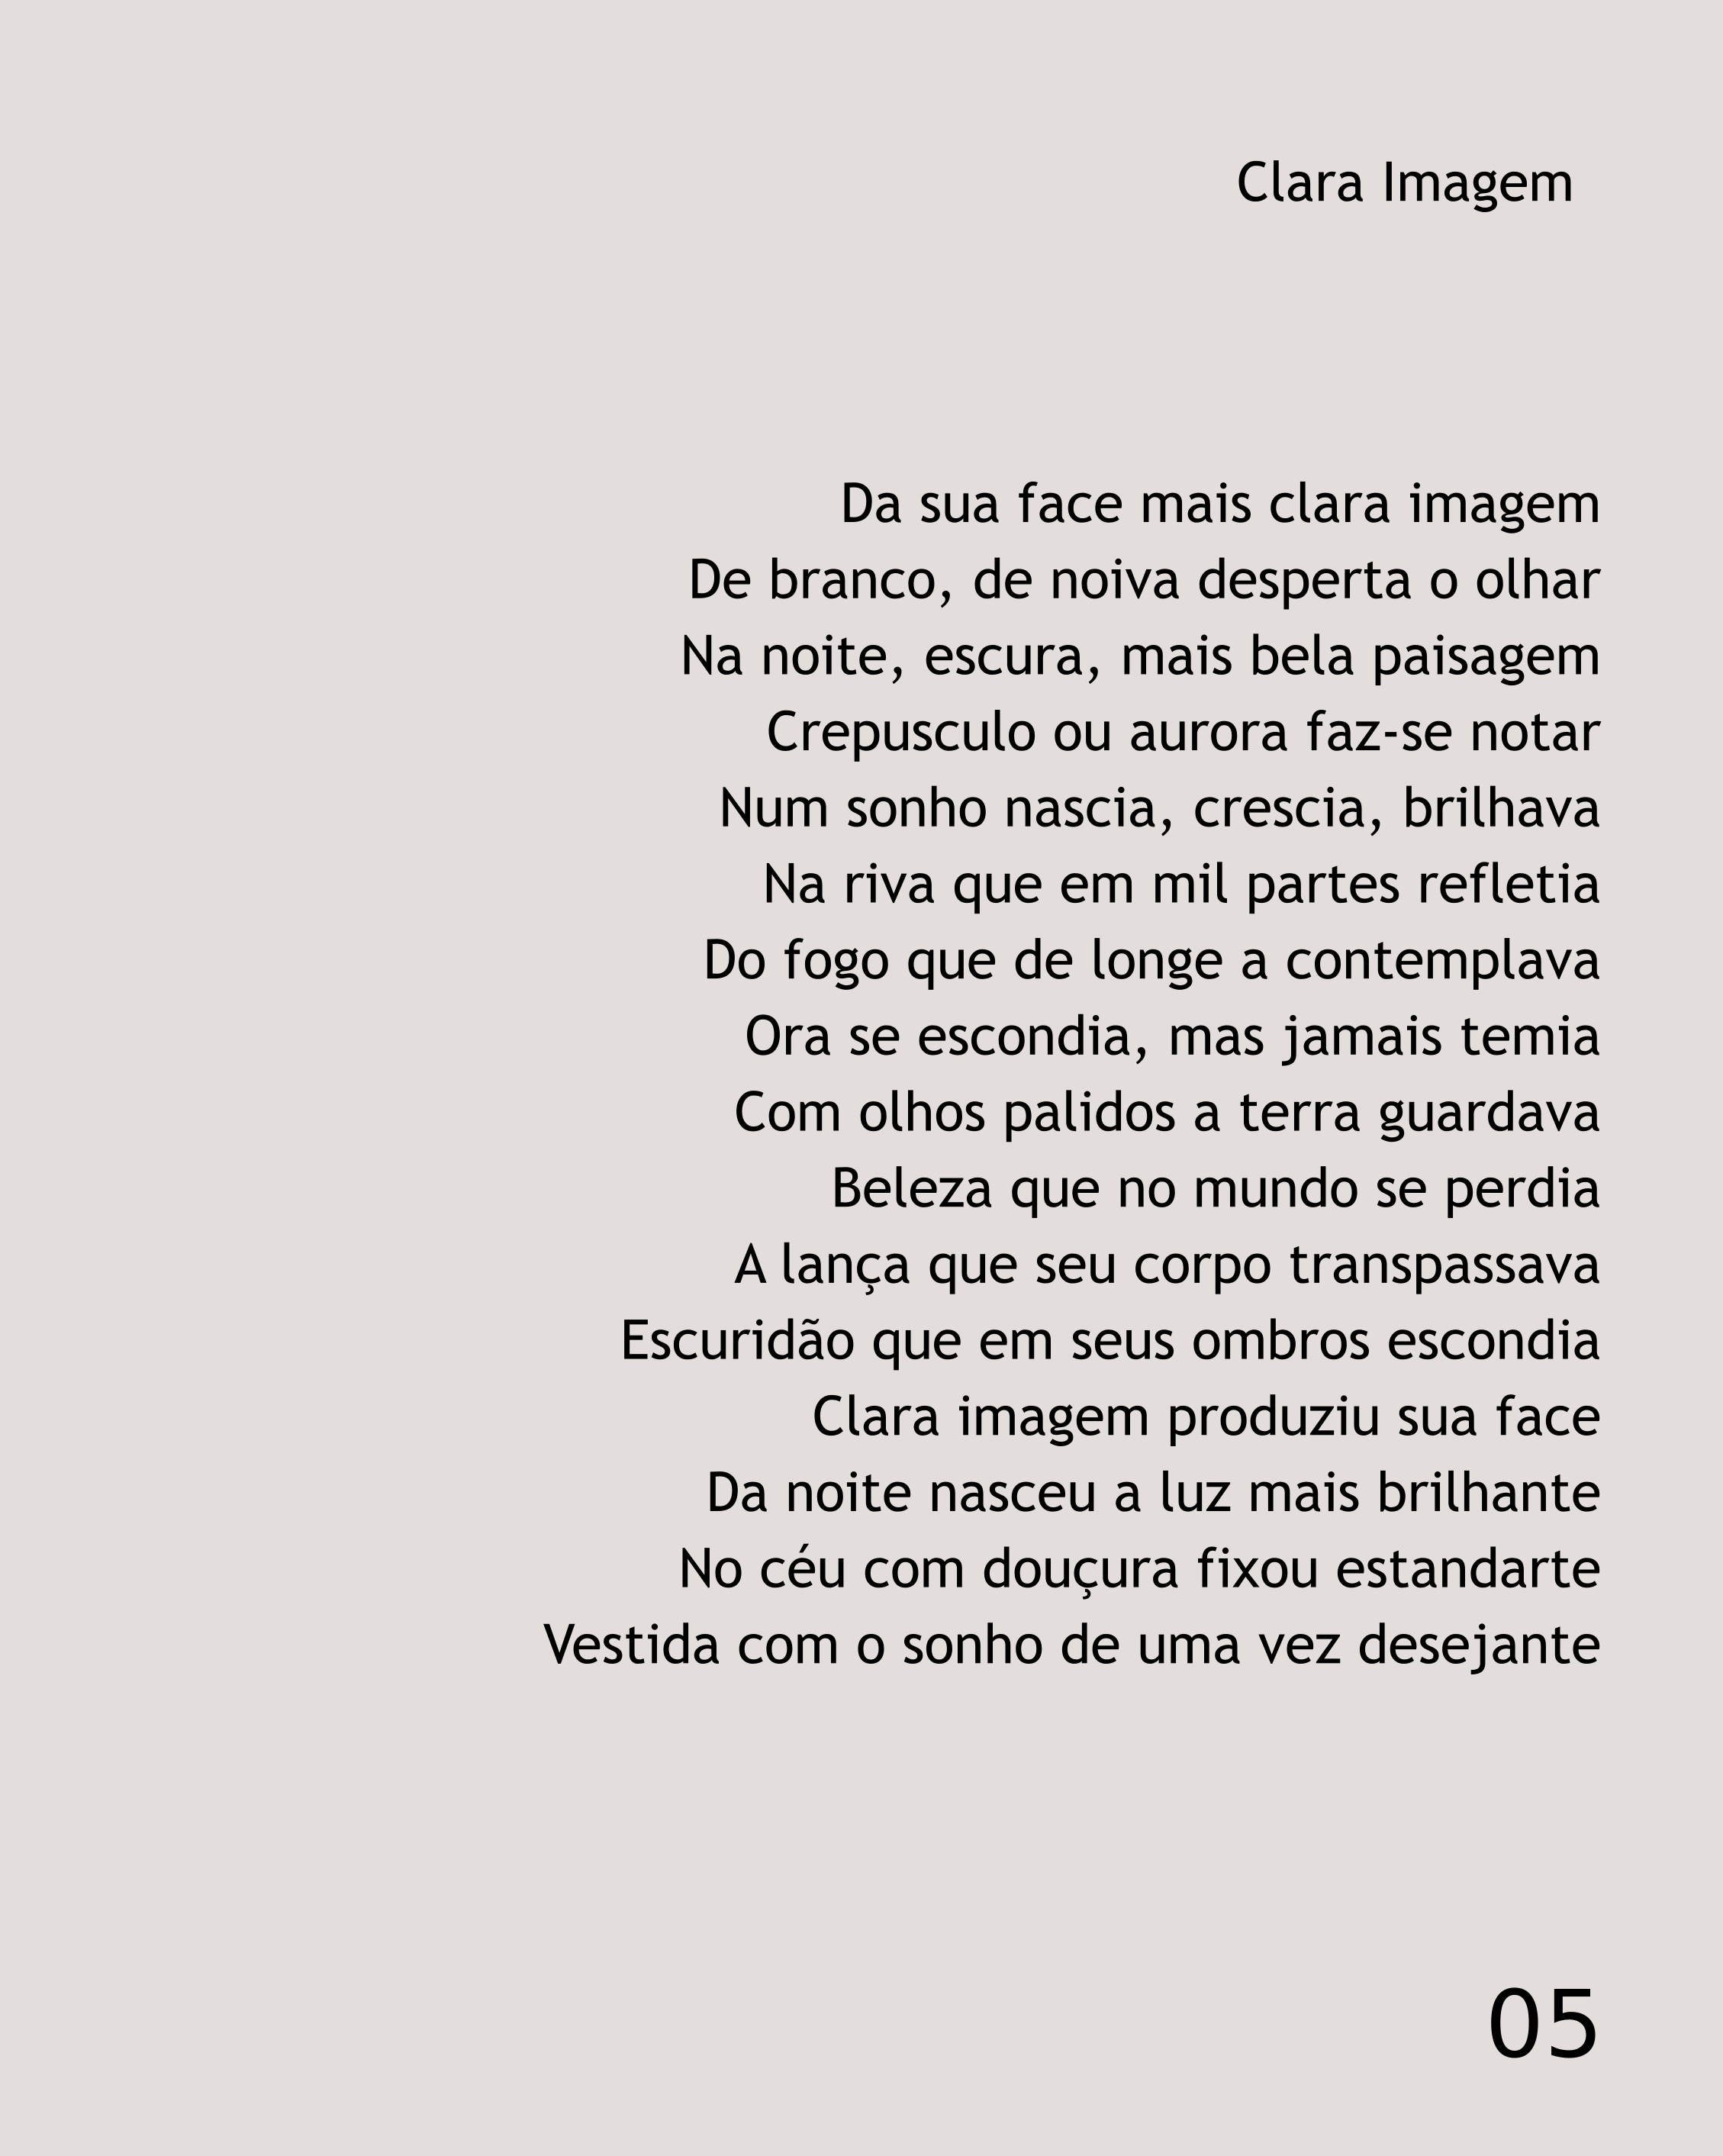 Clara Imagem
Da sua face mais clara imagem
De branco, de noiva desperta o olhar
Na noite, escura, mais bela paisagem
Crepusculo ou aurora faz-se notar
Num sonho nascia, crescia, brilhava
Na riva que em mil partes refletia
Do fogo que de longe a contemplava
Ora se escondia, mas jamais temia
Com olhos palidos a terra guardava
Beleza que no mundo se perdia
A lança que seu corpo transpassava
Escuridão que em seus ombros escondia
Clara imagem produziu sua face
Da noite nasceu a luz mais brilhante
No céu com douçura fixou estandarte
Vestida com o sonho de uma vez desejante
05